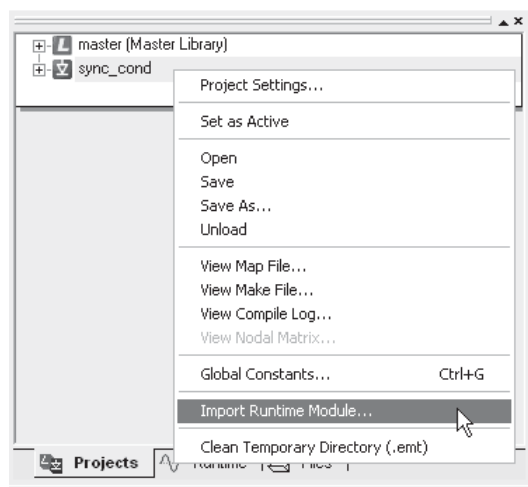 master (Master Library)
sync_cond
Project Settings...
Set as Active
Open
Save
Save As...
Unload
View Map File...
View Make File...
View Compile Log...
View Nodal Matrix...
Global Constants... Ctrl+G
Import Runtime Module...
Clean Temporary Directory (.emt)
Projects Runtime Files